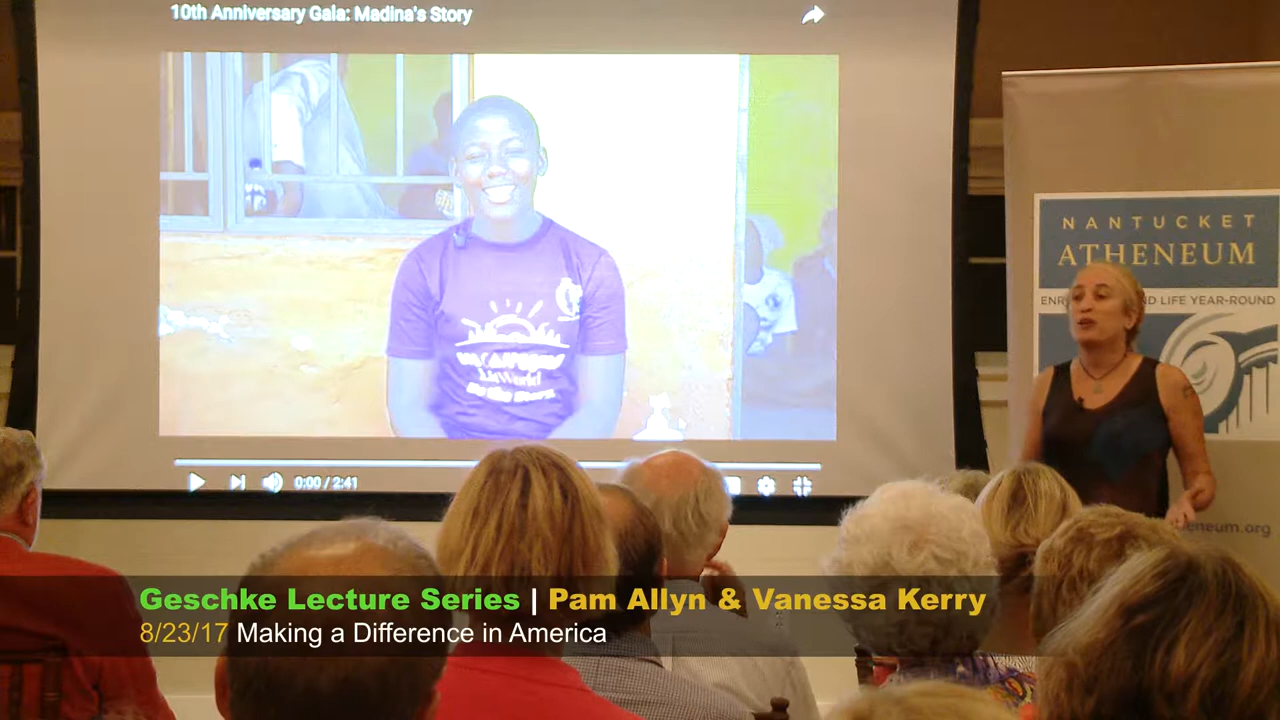 10th Anniversary Gala: Madina's Story
0:00 / 2:41
NANTUCKET
ATHENEUM
ND LIFE YEAR-ROUND
eneum.org
Geschke Lecture Series | Pam Allyn & Vanessa Kerry
8/23/17 Making a Difference in America